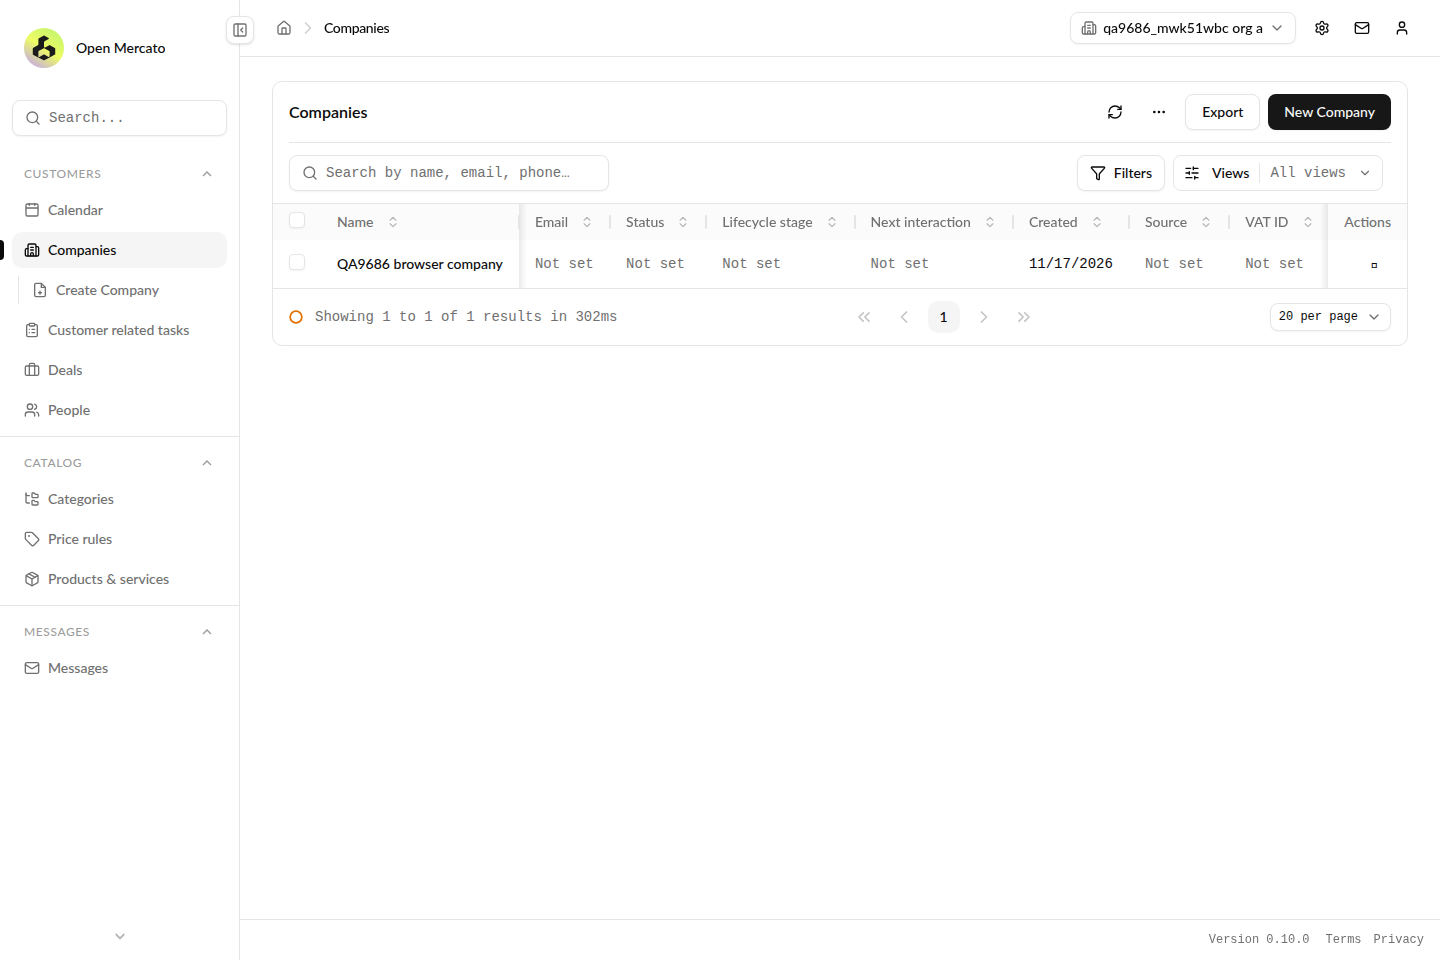 Open Mercato
Companies
qa9686_mwk51wbc org a
Search...
CUSTOMERS
Calendar
Companies
Create Company
Customer related tasks
Deals
People
CATALOG
Categories
Price rules
Products & services
MESSAGES
Messages
Companies
Export
New Company
Search by name, email, phone…
Filters
Views
All views
Name Email Status Lifecycle stage Next interaction Created Source VAT ID Actions
QA9686 browser company Not set Not set Not set Not set 11/17/2026 Not set Not set
Showing 1 to 1 of 1 results in 302ms
1
20 per page
Version 0.10.0 Terms Privacy